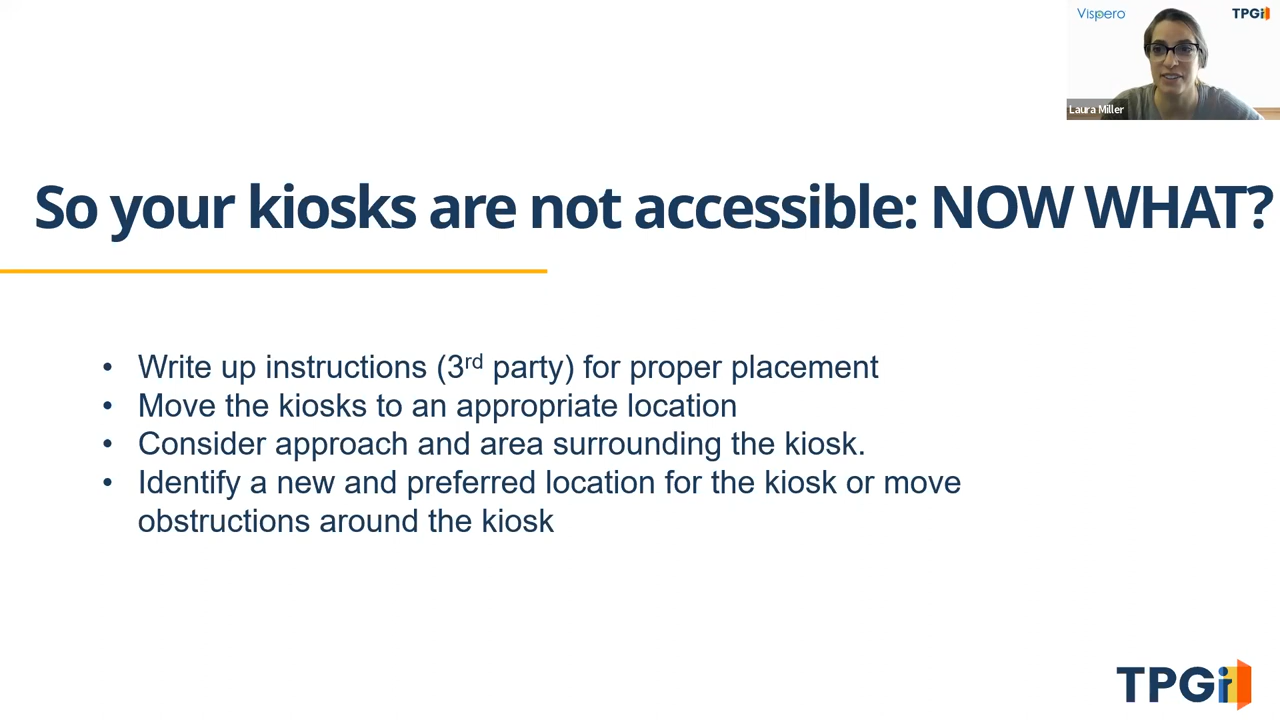 Vispero
TPGi
Laura Miller
So your kiosks are not accessible: NOW WHAT?
• Write up instructions (3rd party) for proper placement
• Move the kiosks to an appropriate location
• Consider approach and area surrounding the kiosk.
• Identify a new and preferred location for the kiosk or move
obstructions around the kiosk
TPGi